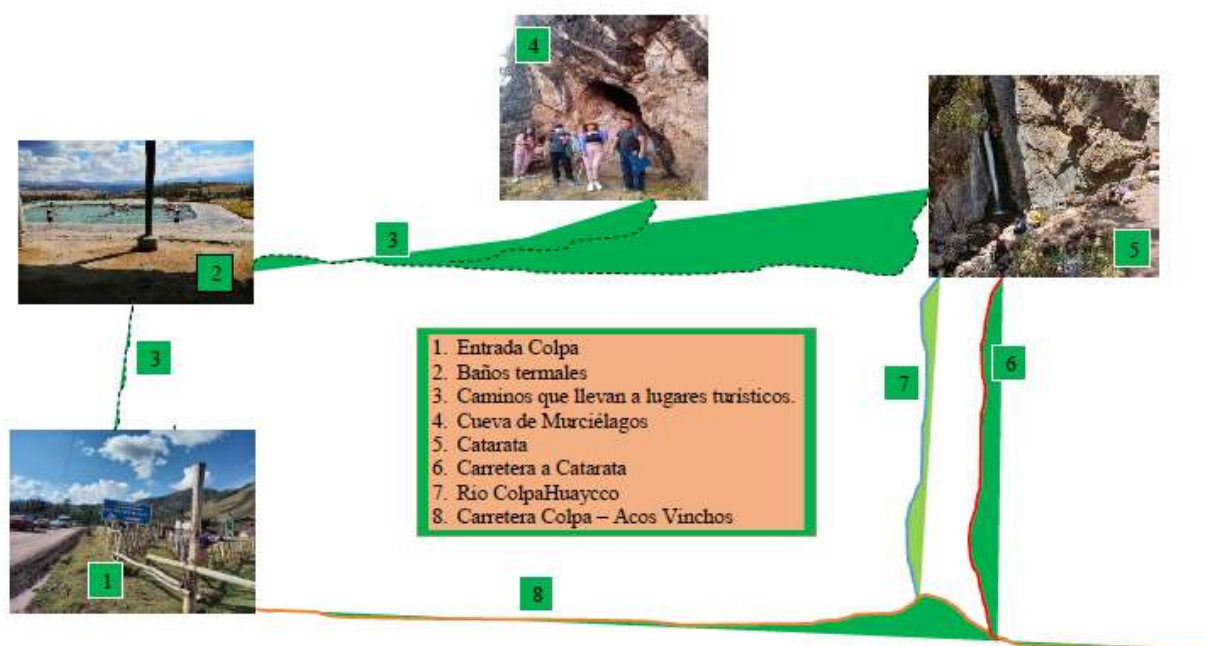 4
5
2
3
3
1. Entrada Colpa
2. Baños termales
3. Caminos que llevan a lugares turísticos.
4. Cueva de Murciélagos
5. Catarata
6. Carretera a Catarata
7. Rio ColpaHuaycco
8. Carretera Colpa – Acos Vinchos
7
6
1
8